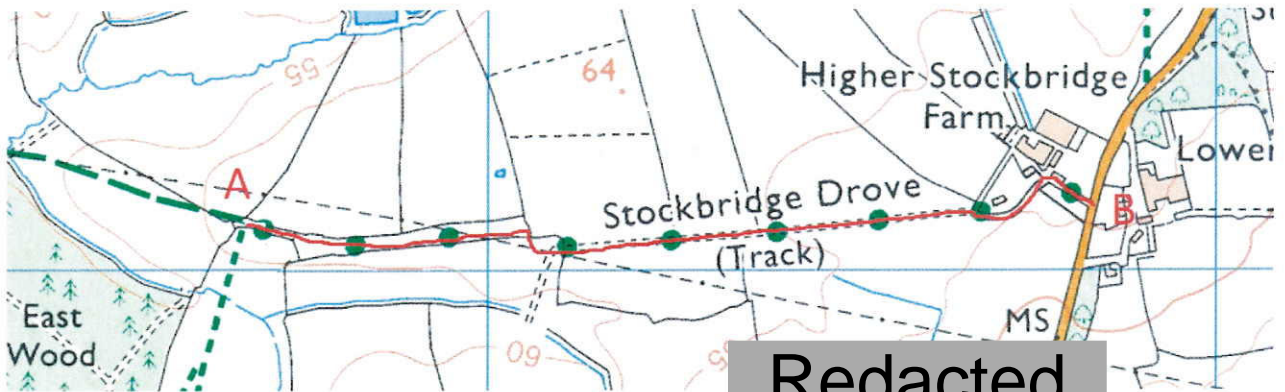 55
64
Higher Stockbridge
Farm
Lower
A
Stockbridge Drove
(Track)
B
East
Wood
60
MS
Redacted